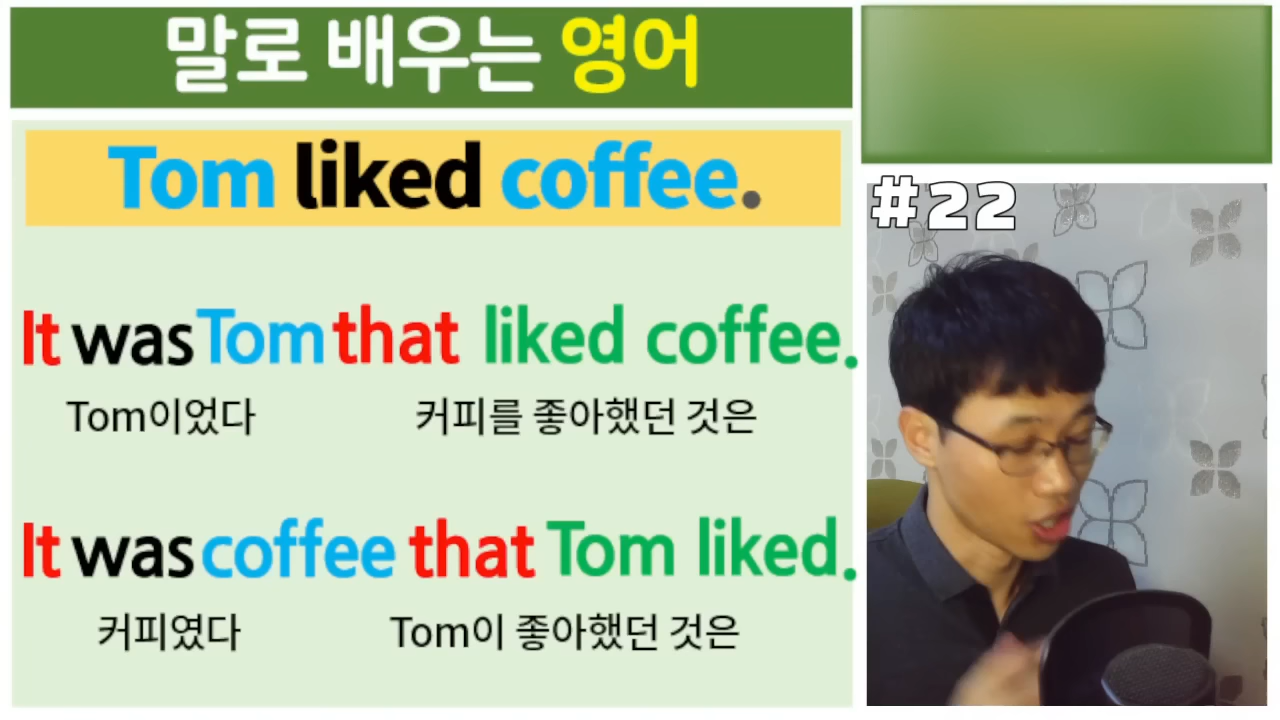 말로 배우는 영어
Tom liked coffee.
#22
It was Tom that liked coffee.
Tom이었다 커피를 좋아했던 것은
It was coffee that Tom liked.
커피였다 Tom이 좋아했던 것은